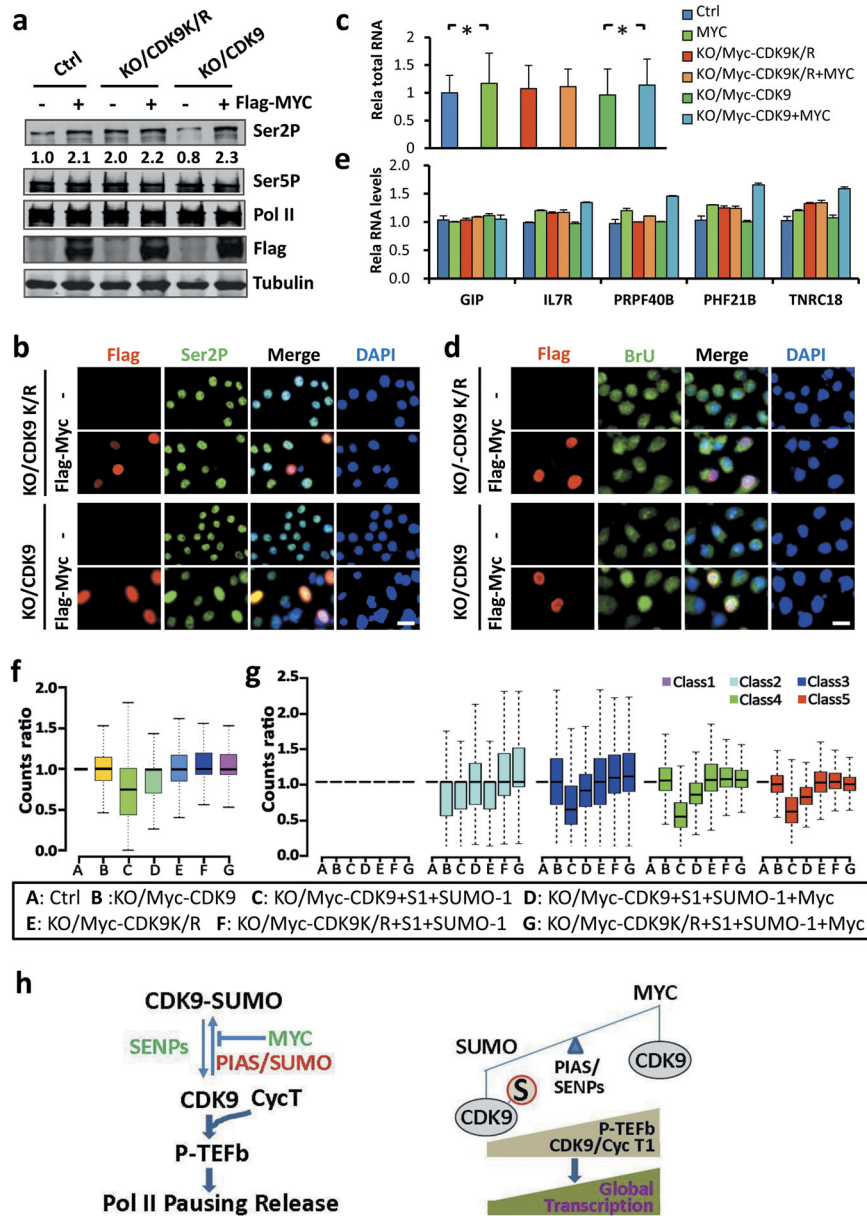 a
Ctrl
KO/CDK9K/R
KO/CDK9
- + - + - + Flag-MYC
Ser2P
1.0 2.1 2.0 2.2 0.8 2.3
Ser5P
Pol II
Flag
Tubulin
c
Rela total RNA
2
1.5
1
0.5
0
*
*
Ctrl
MYC
KO/Myc-CDK9K/R
KO/Myc-CDK9K/R+MYC
KO/Myc-CDK9
KO/Myc-CDK9+MYC
e
Rela RNA levels
2.0
1.5
1.0
0.5
0.0
GIP IL7R PRPF40B PHF21B TNRC18
b
Flag Ser2P Merge DAPI
KO/CDK9 K/R
-
Flag-Myc
KO/CDK9
-
Flag-Myc
d
Flag BrU Merge DAPI
KO/-CDK9 K/R
-
Flag-Myc
KO/CDK9
-
Flag-Myc
f
Counts ratio
2.0
1.5
1.0
0.5
0.0
A B C D E F G
g
Counts ratio
2.5
2.0
1.5
1.0
0.5
0.0
Class1 Class2 Class3
Class4 Class5
A B C D E F G A B C D E F G A B C D E F G A B C D E F G A B C D E F G
A: Ctrl B :KO/Myc-CDK9 C: KO/Myc-CDK9+S1+SUMO-1 D: KO/Myc-CDK9+S1+SUMO-1+Myc
E: KO/Myc-CDK9K/R F: KO/Myc-CDK9K/R+S1+SUMO-1 G: KO/Myc-CDK9K/R+S1+SUMO-1+Myc
h
CDK9-SUMO
SENPs
MYC
PIAS/SUMO
CDK9
CycT
P-TEFb
Pol II Pausing Release
MYC
SUMO
PIAS/
SENPs
CDK9
S
CDK9
P-TEFb
CDK9/Cyc T1
Global
Transcription